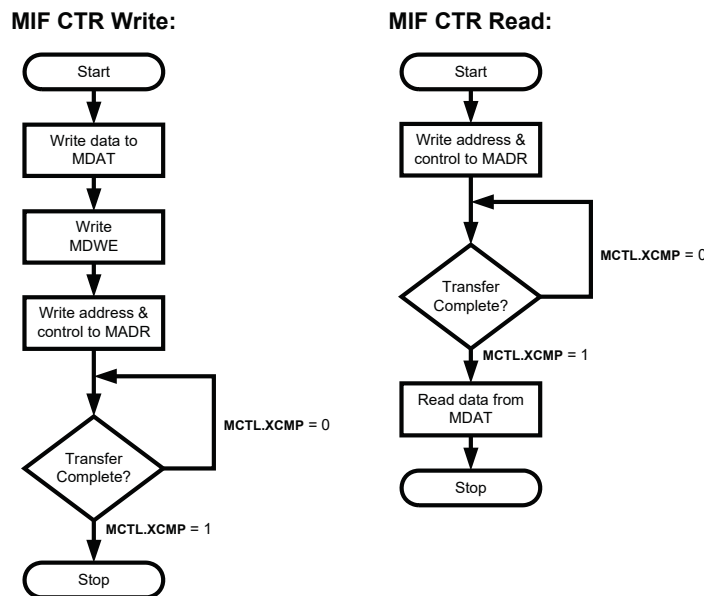 MIF CTR Write:
Start
Write data to
MDAT
Write
MDWE
Write address &
control to MADR
MCTL.XCMP = 0
Transfer
Complete?
MCTL.XCMP = 1
Stop
MIF CTR Read:
Start
Write address &
control to MADR
MCTL.XCMP = 0
Transfer
Complete?
MCTL.XCMP = 1
Read data from
MDAT
Stop